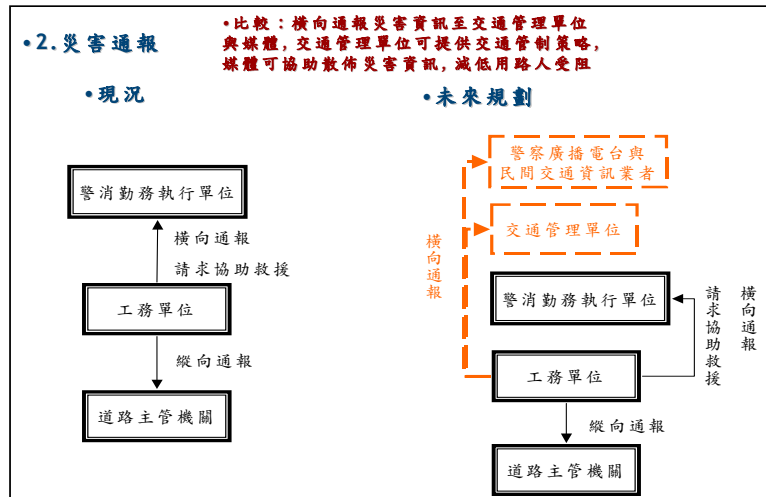 •2.災害通報
•比較：橫向通報災害資訊至交通管理單位
與媒體,交通管理單位可提供交通管制策略,
媒體可協助散佈災害資訊,減低用路人受阻
•現況
警消勤務執行單位
橫向通報
請求協助救援
工務單位
縱向通報
道路主管機關
•未來規劃
警察廣播電台與
民間交通資訊業者
交通管理單位
橫向通報
警消勤務執行單位
橫向通報
請求協助救援
工務單位
縱向通報
道路主管機關